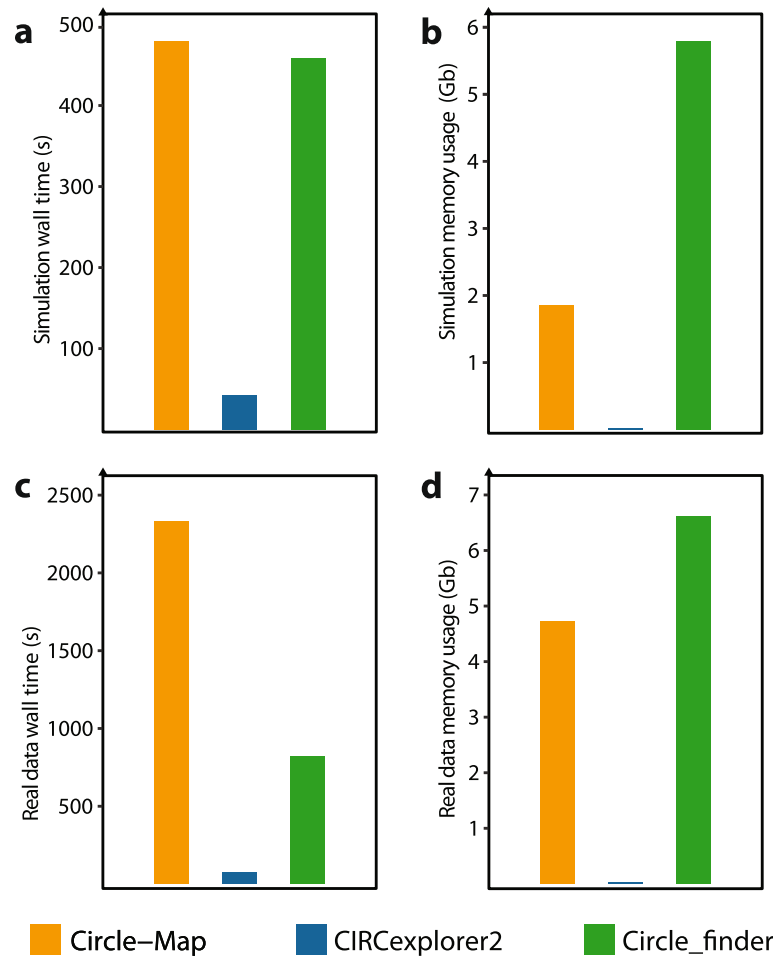 a
500
400
300
200
100
Simulation wall time (s)
b
6
5
4
3
2
1
Simulation memory usage (Gb)
c
2500
2000
1500
1000
500
Real data wall time (s)
d
7
6
5
4
3
2
1
Real data memory usage (Gb)
Circle–Map
CIRCexplorer2
Circle_finder